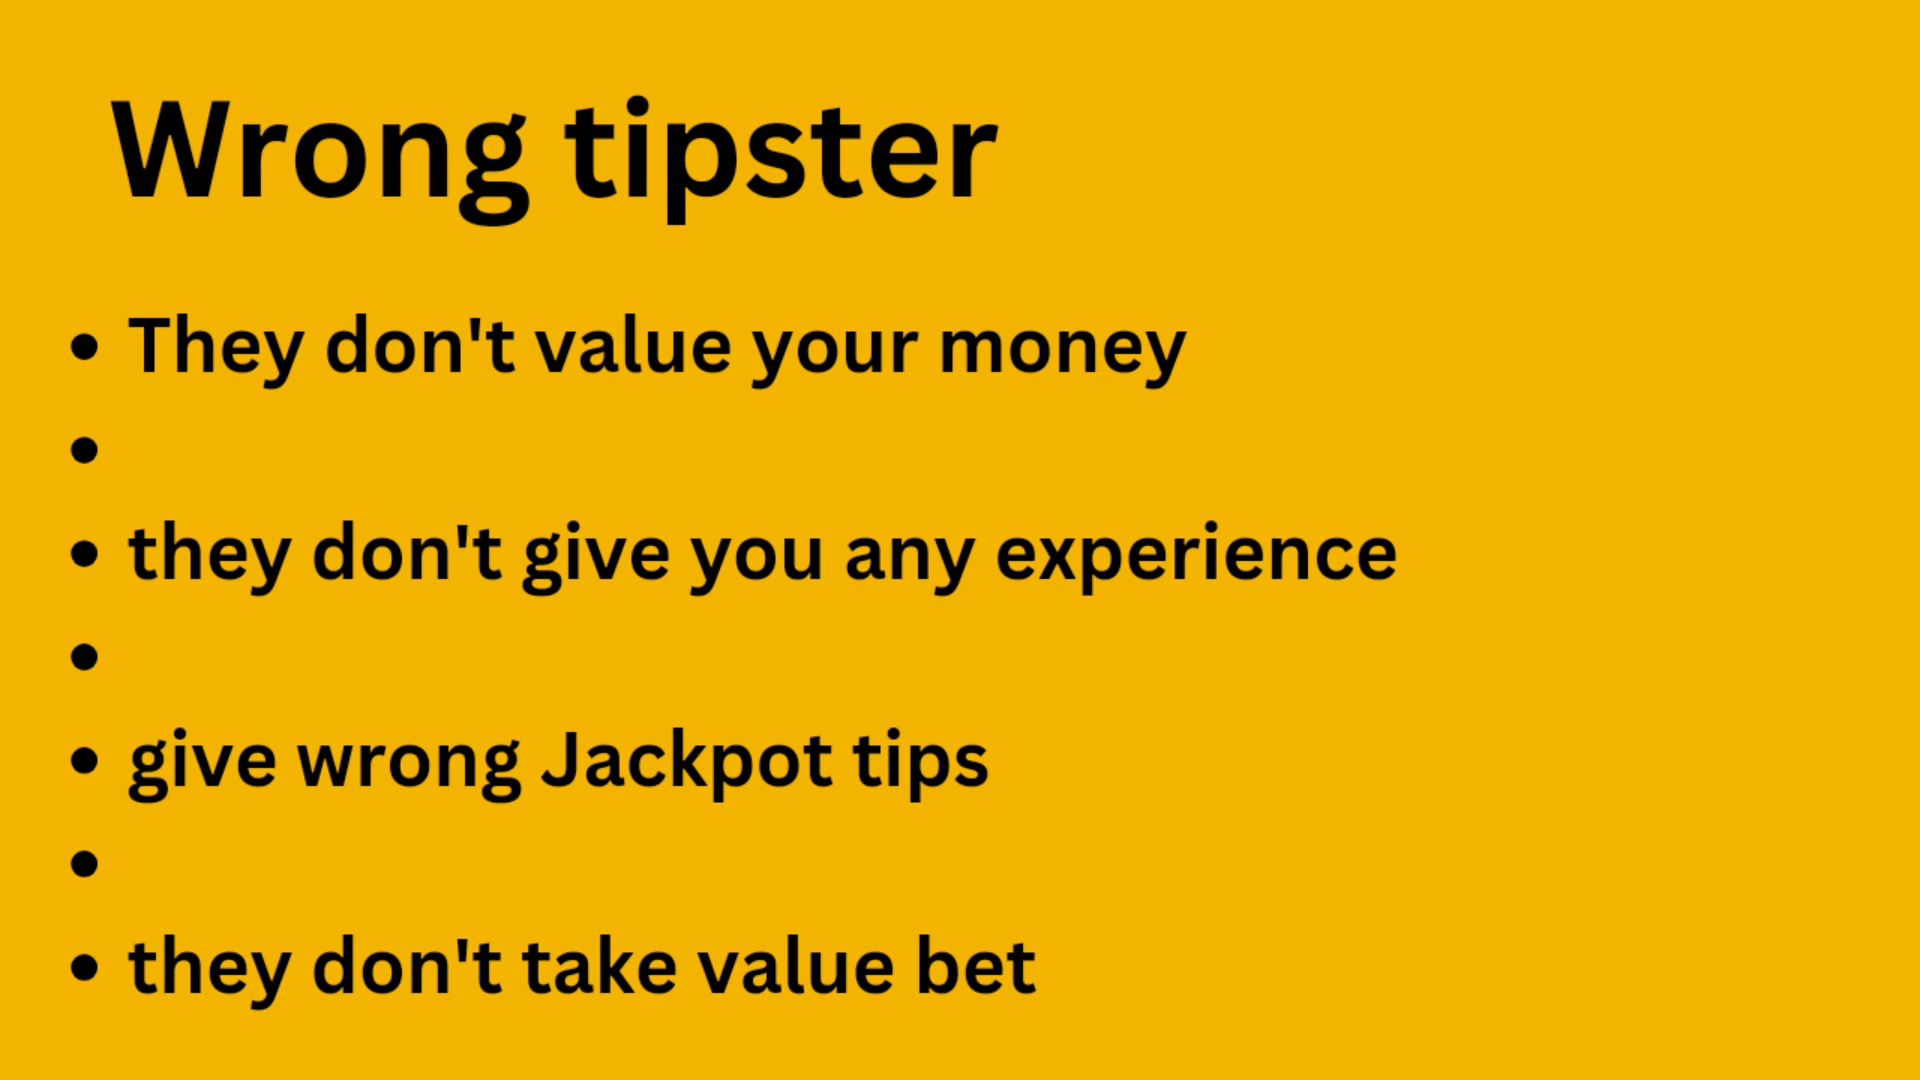 Wrong tipster
• They don't value your money
•
• they don't give you any experience
•
• give wrong Jackpot tips
•
• they don't take value bet